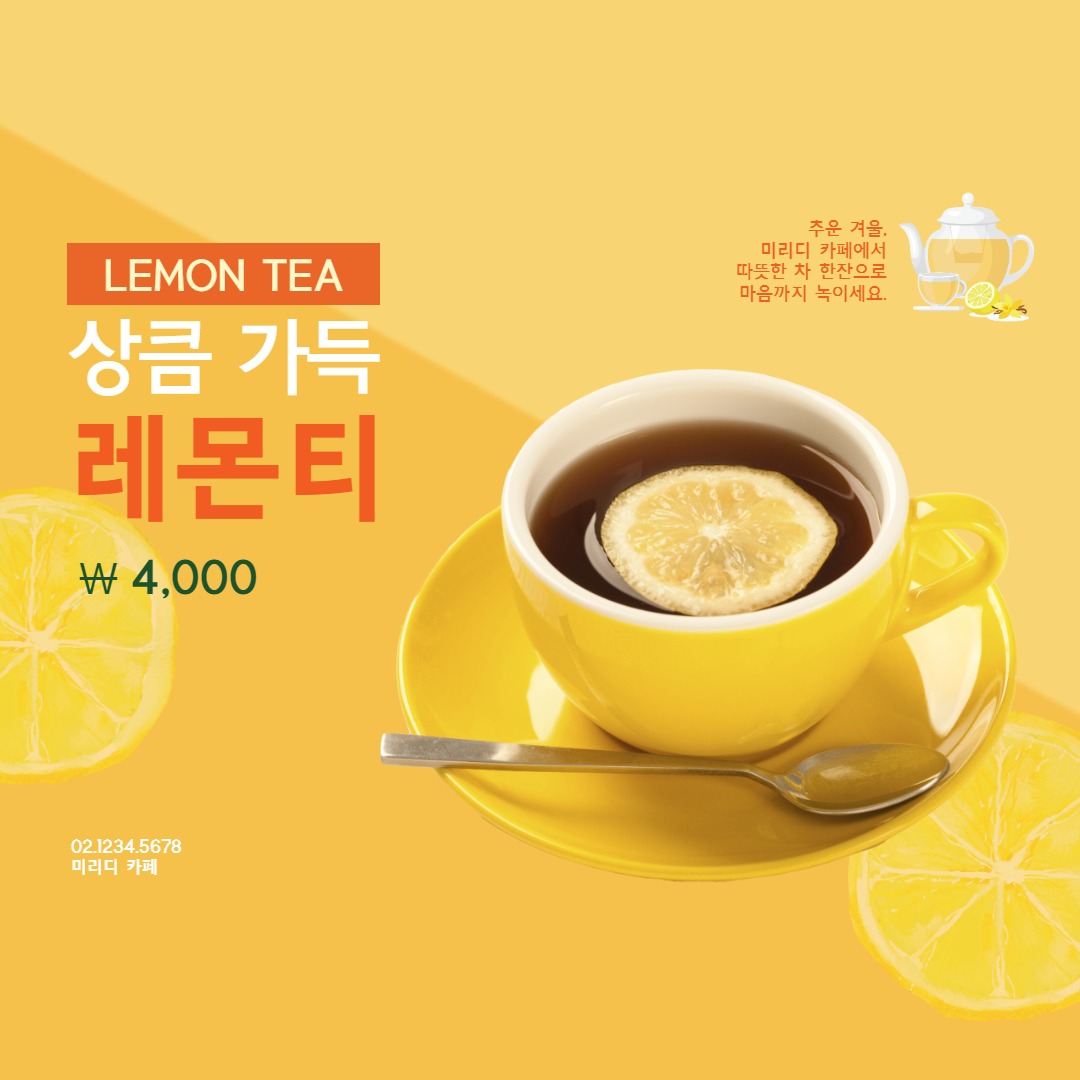 LEMON TEA
상큼 가득
레몬티
₩ 4,000
추운 겨울.
미리디 카페에서
따뜻한 차 한잔으로
마음까지 녹이세요.
02.1234.5678
미리디 카페